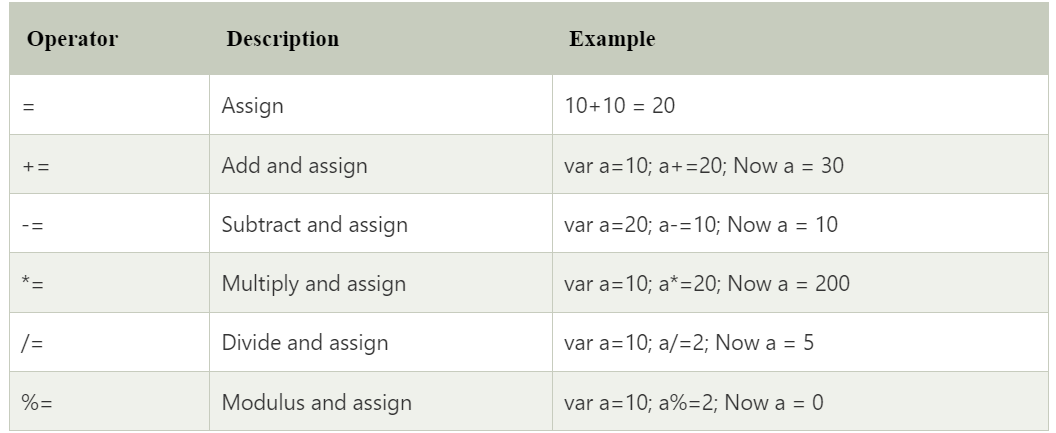 Operator Description Example
= Assign 10+10 = 20
+= Add and assign var a=10; a+=20; Now a = 30
-= Subtract and assign var a=20; a-=10; Now a = 10
*= Multiply and assign var a=10; a*=20; Now a = 200
/= Divide and assign var a=10; a/=2; Now a = 5
%= Modulus and assign var a=10; a%=2; Now a = 0